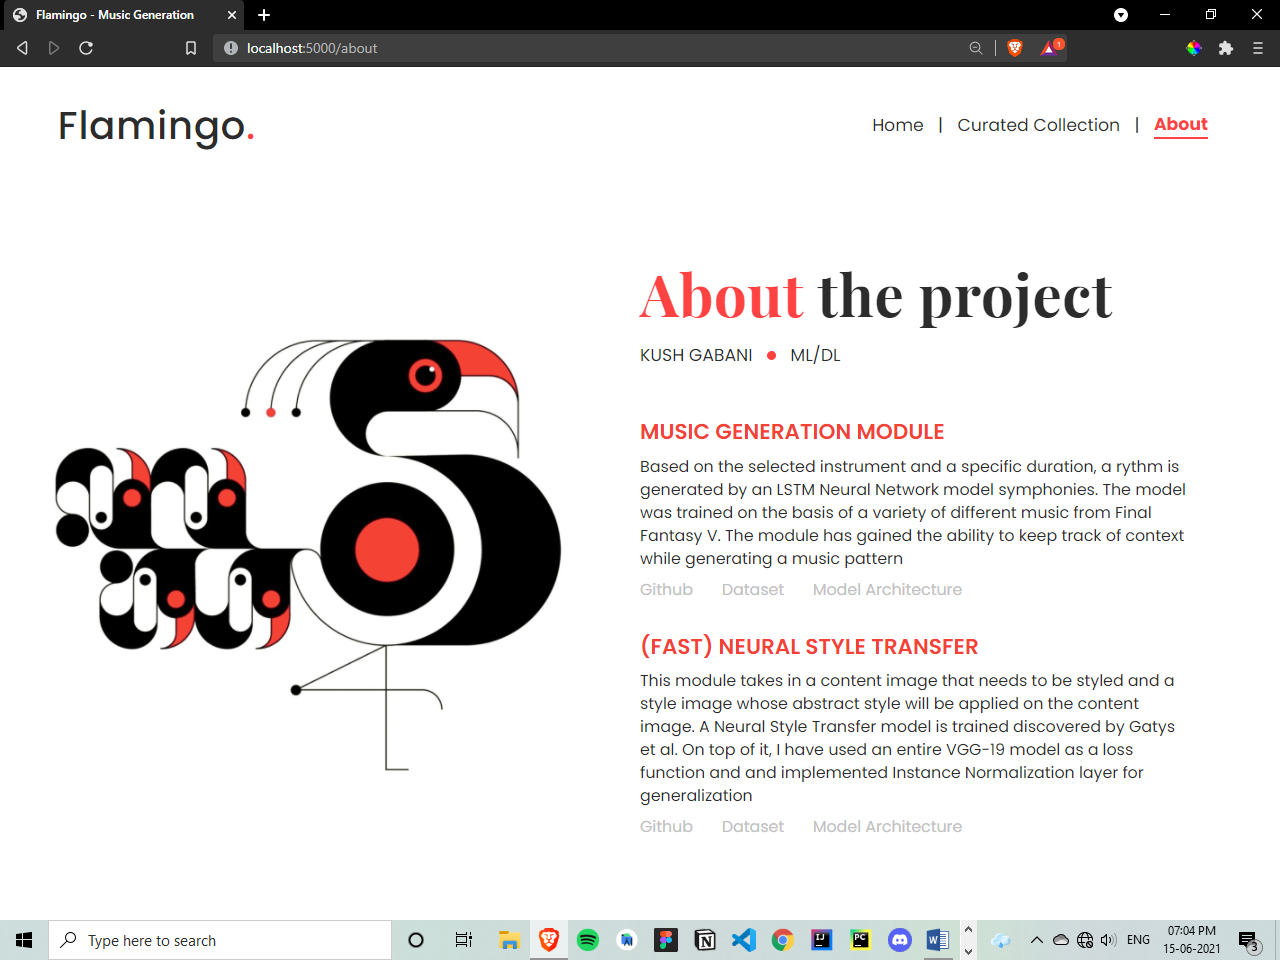 Flamingo - Music Generation
localhost:5000/about
1
Flamingo.
Home | Curated Collection | About
About the project
KUSH GABANI ● ML/DL
MUSIC GENERATION MODULE
Based on the selected instrument and a specific duration, a rythm is
generated by an LSTM Neural Network model symphonies. The model
was trained on the basis of a variety of different music from Final
Fantasy V. The module has gained the ability to keep track of context
while generating a music pattern
Github Dataset Model Architecture
(FAST) NEURAL STYLE TRANSFER
This module takes in a content image that needs to be styled and a
style image whose abstract style will be applied on the content
image. A Neural Style Transfer model is trained discovered by Gatys
et al. On top of it, I have used an entire VGG-19 model as a loss
function and and implemented Instance Normalization layer for
generalization
Github Dataset Model Architecture
Type here to search
ENG
07:04 PM
15-06-2021
3